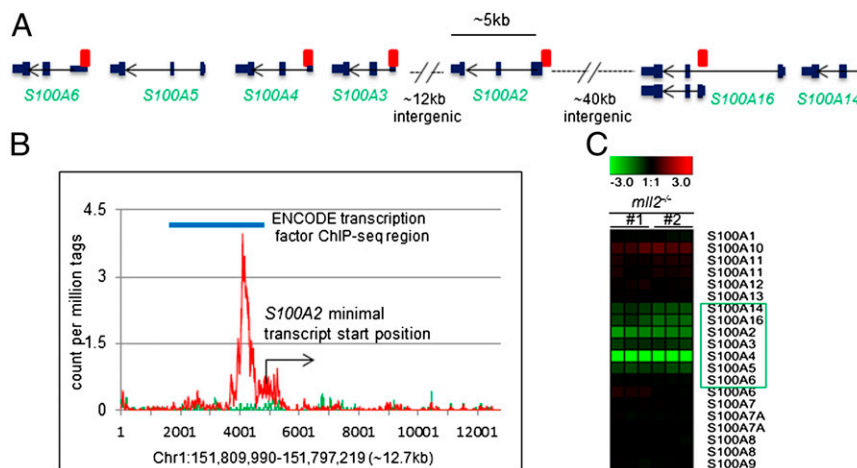 A
~5kb
S100A6
S100A5
S100A4
S100A3
~12kb
intergenic
S100A2
~40kb
intergenic
S100A16
S100A14
B
4.5
3
1.5
0
count per million tags
ENCODE transcription
factor ChIP-seq region
S100A2 minimal
transcript start position
1
2001
4001
6001
8001
10001
12001
Chr1:151,809,990-151,797,219 (~12.7kb)
C
-3.0 1:1 3.0
mll2-/-
#1 #2
S100A1
S100A10
S100A11
S100A11
S100A12
S100A13
S100A14
S100A16
S100A2
S100A3
S100A4
S100A5
S100A6
S100A6
S100A7
S100A7A
S100A7A
S100A8
S100A8
S100A9